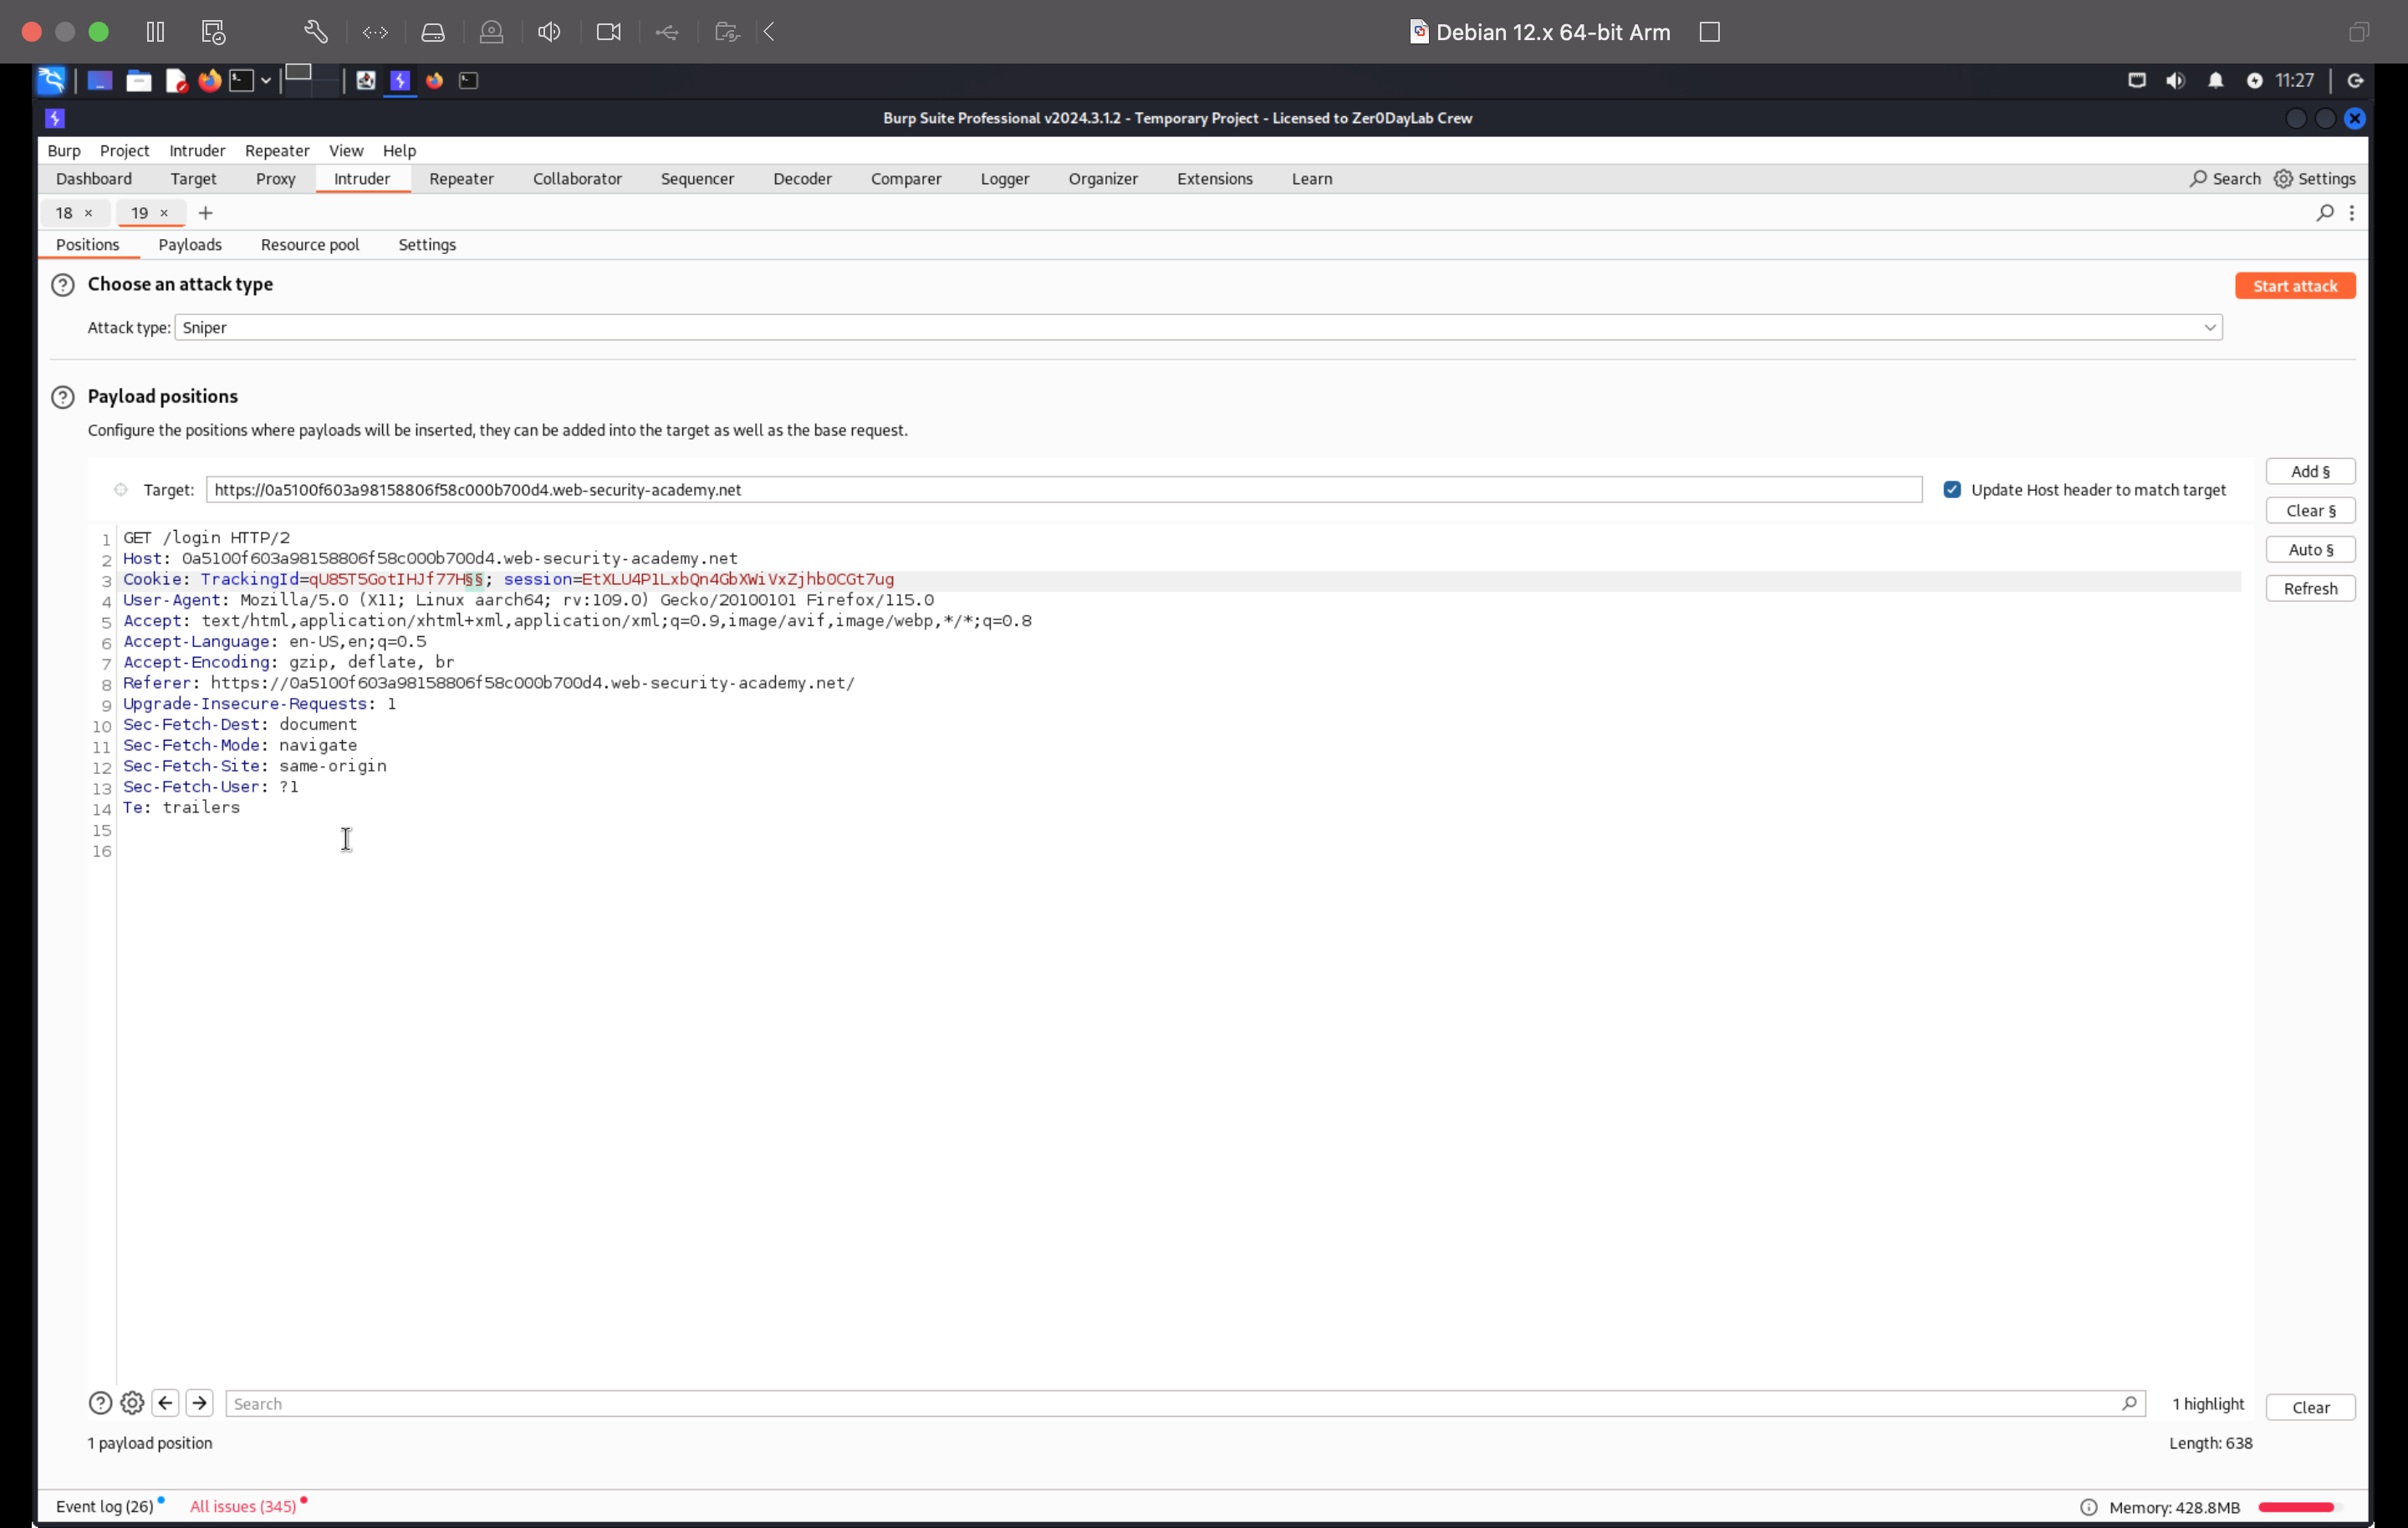 Debian 12.x 64-bit Arm
11:27
Burp Suite Professional v2024.3.1.2 - Temporary Project - Licensed to Zer0DayLab Crew
Burp Project Intruder Repeater View Help
Dashboard Target Proxy Intruder Repeater Collaborator Sequencer Decoder Comparer Logger Organizer Extensions Learn Search Settings
18 × 19 × +
Positions Payloads Resource pool Settings
Choose an attack type
Start attack
Attack type: Sniper
Payload positions
Configure the positions where payloads will be inserted, they can be added into the target as well as the base request.
Target: https://0a5100f603a98158806f58c000b700d4.web-security-academy.net Update Host header to match target
Add §
Clear §
Auto §
Refresh
1 GET /login HTTP/2
2 Host: 0a5100f603a98158806f58c000b700d4.web-security-academy.net
3 Cookie: TrackingId=qU85T5GotIHJf77H§§; session=EtXLU4P1LxbQn4GbXWiVxZjhbOCGt7ug
4 User-Agent: Mozilla/5.0 (X11; Linux aarch64; rv:109.0) Gecko/20100101 Firefox/115.0
5 Accept: text/html,application/xhtml+xml,application/xml;q=0.9,image/avif,image/webp,*/*;q=0.8
6 Accept-Language: en-US,en;q=0.5
7 Accept-Encoding: gzip, deflate, br
8 Referer: https://0a5100f603a98158806f58c000b700d4.web-security-academy.net/
9 Upgrade-Insecure-Requests: 1
10 Sec-Fetch-Dest: document
11 Sec-Fetch-Mode: navigate
12 Sec-Fetch-Site: same-origin
13 Sec-Fetch-User: ?1
14 Te: trailers
15
16
Search
1 highlight
Clear
1 payload position
Length: 638
Event log (26) All issues (345)
Memory: 428.8MB